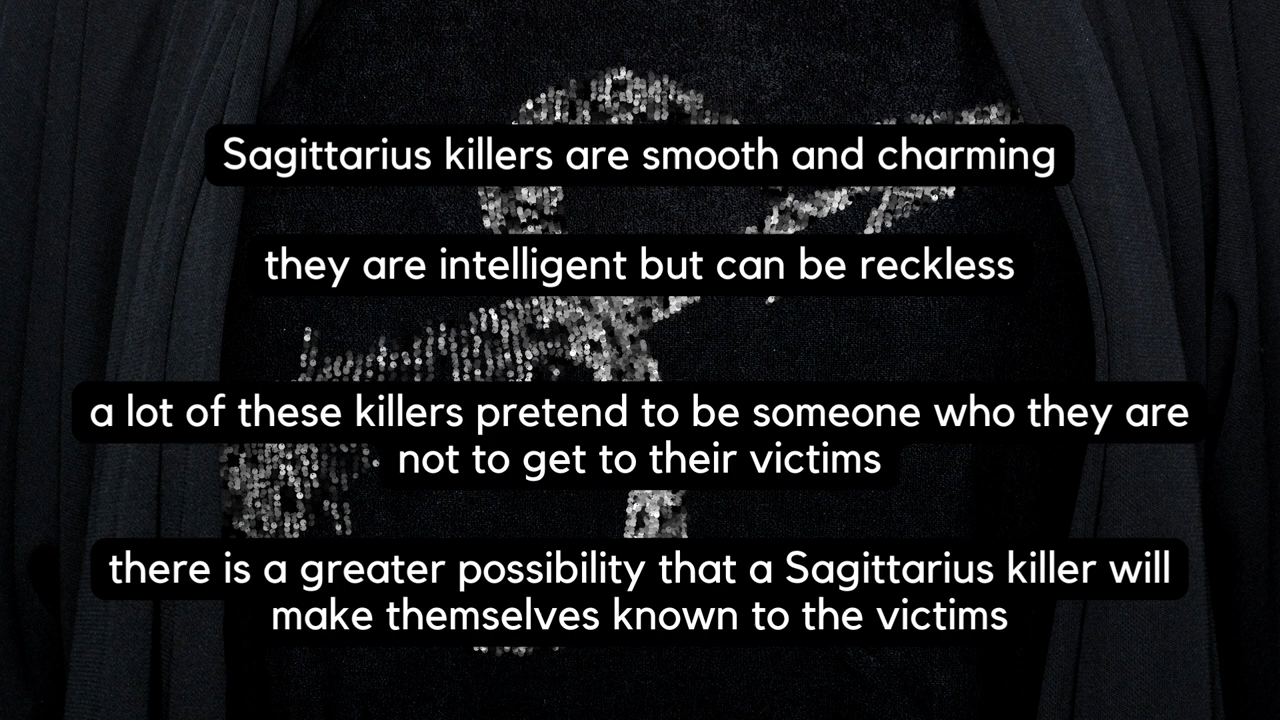 Sagittarius killers are smooth and charming
they are intelligent but can be reckless
a lot of these killers pretend to be someone who they are
not to get to their victims
there is a greater possibility that a Sagittarius killer will
make themselves known to the victims